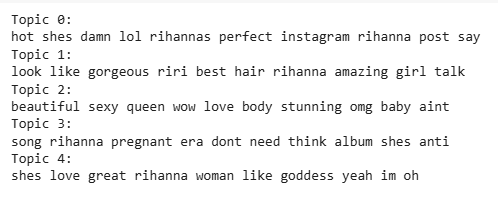 Topic 0:
hot shes damn lol rihannas perfect instagram rihanna post say
Topic 1:
look like gorgeous riri best hair rihanna amazing girl talk
Topic 2:
beautiful sexy queen wow love body stunning omg baby aint
Topic 3:
song rihanna pregnant era dont need think album shes anti
Topic 4:
shes love great rihanna woman like goddess yeah im oh